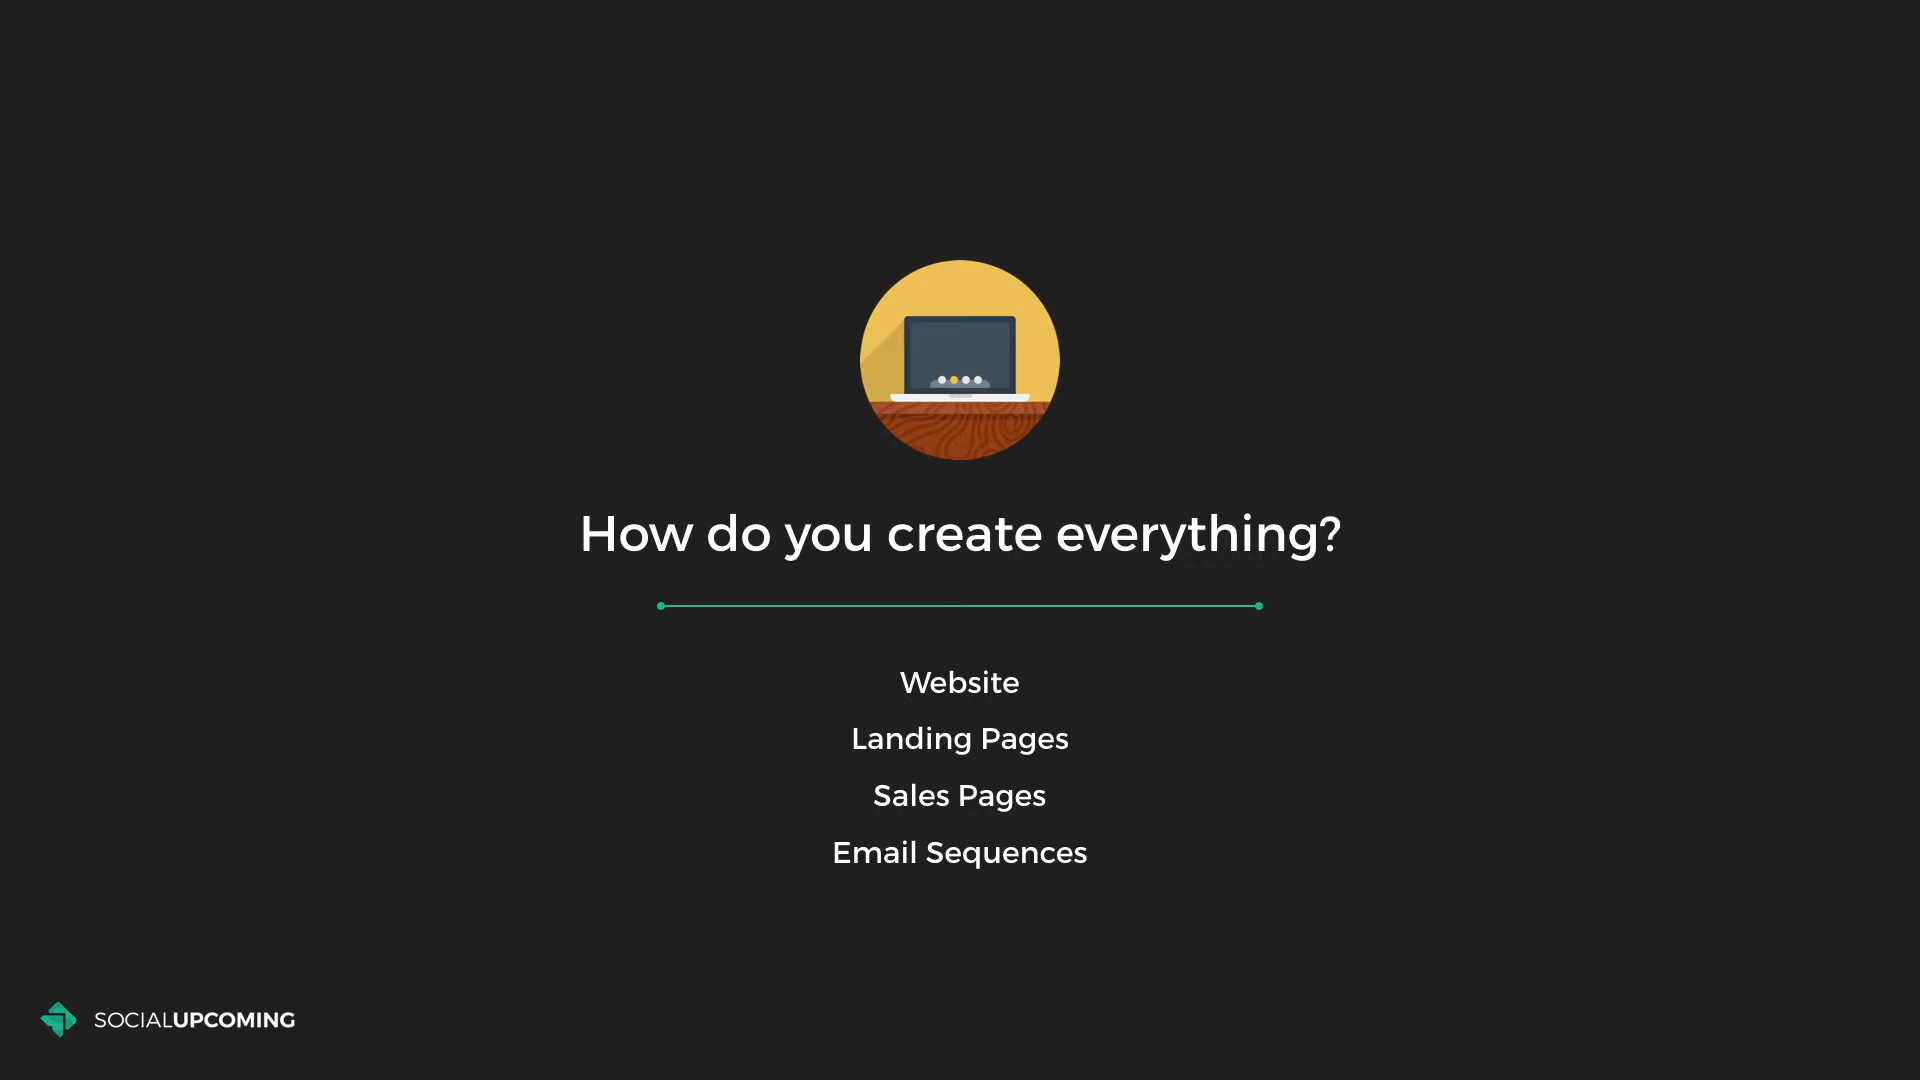 How do you create everything?
Website
Landing Pages
Sales Pages
Email Sequences
SOCIALUPCOMING